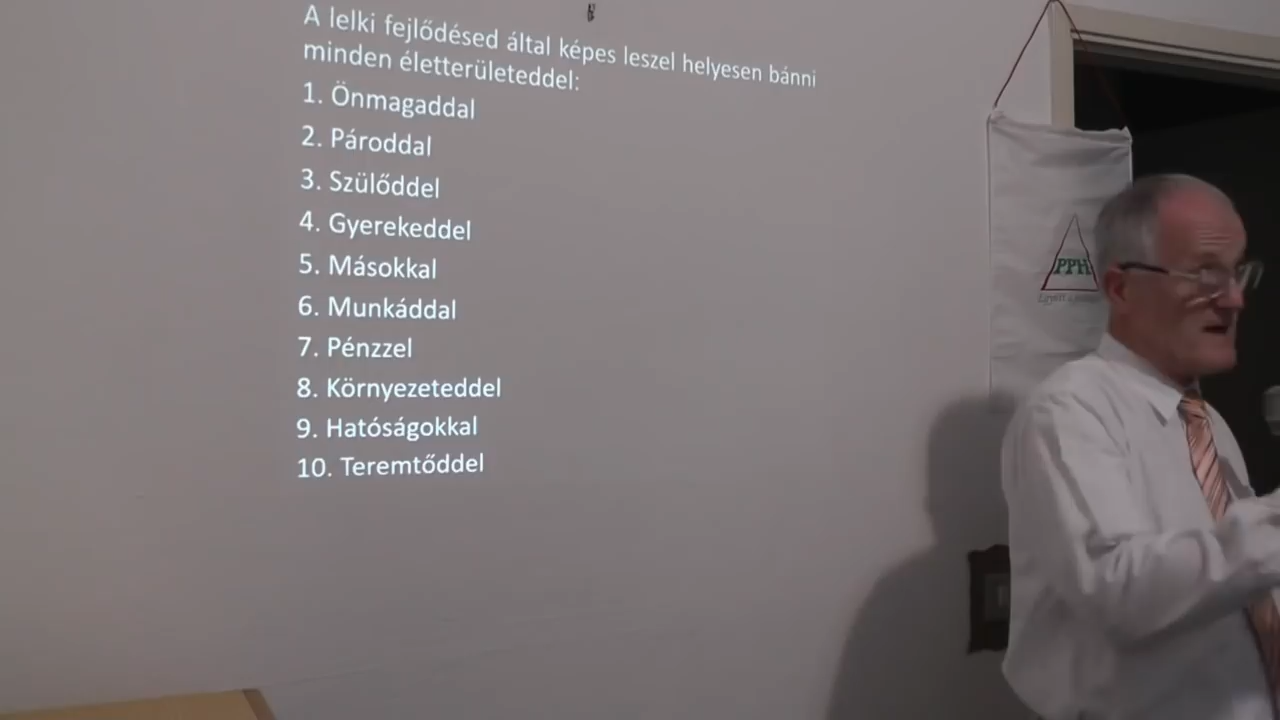 A lelki fejlődésed által képes leszel helyesen bánni
minden életterületeddel:
1. Önmagaddal
2. Pároddal
3. Szülőddel
4. Gyerekeddel
5. Másokkal
6. Munkáddal
7. Pénzzel
8. Környezeteddel
9. Hatóságokkal
10. Teremtőddel
PPH
Együtt